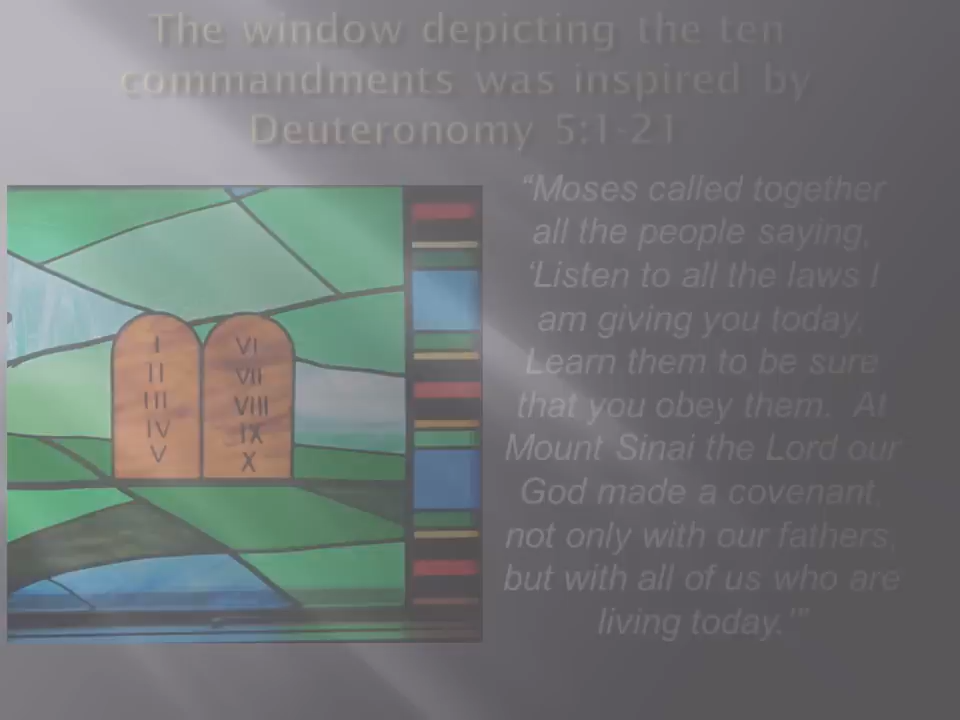 The window depicting the ten
commandments was inspired by
Deuteronomy 5:1-21
“Moses called together
all the people saying,
‘Listen to all the laws I
am giving you today.
Learn them to be sure
that you obey them.  At
Mount Sinai the Lord our
God made a covenant,
not only with our fathers,
but with all of us who are
living today.’”
I
II
III
IV
V
VI
VII
VIII
IX
X